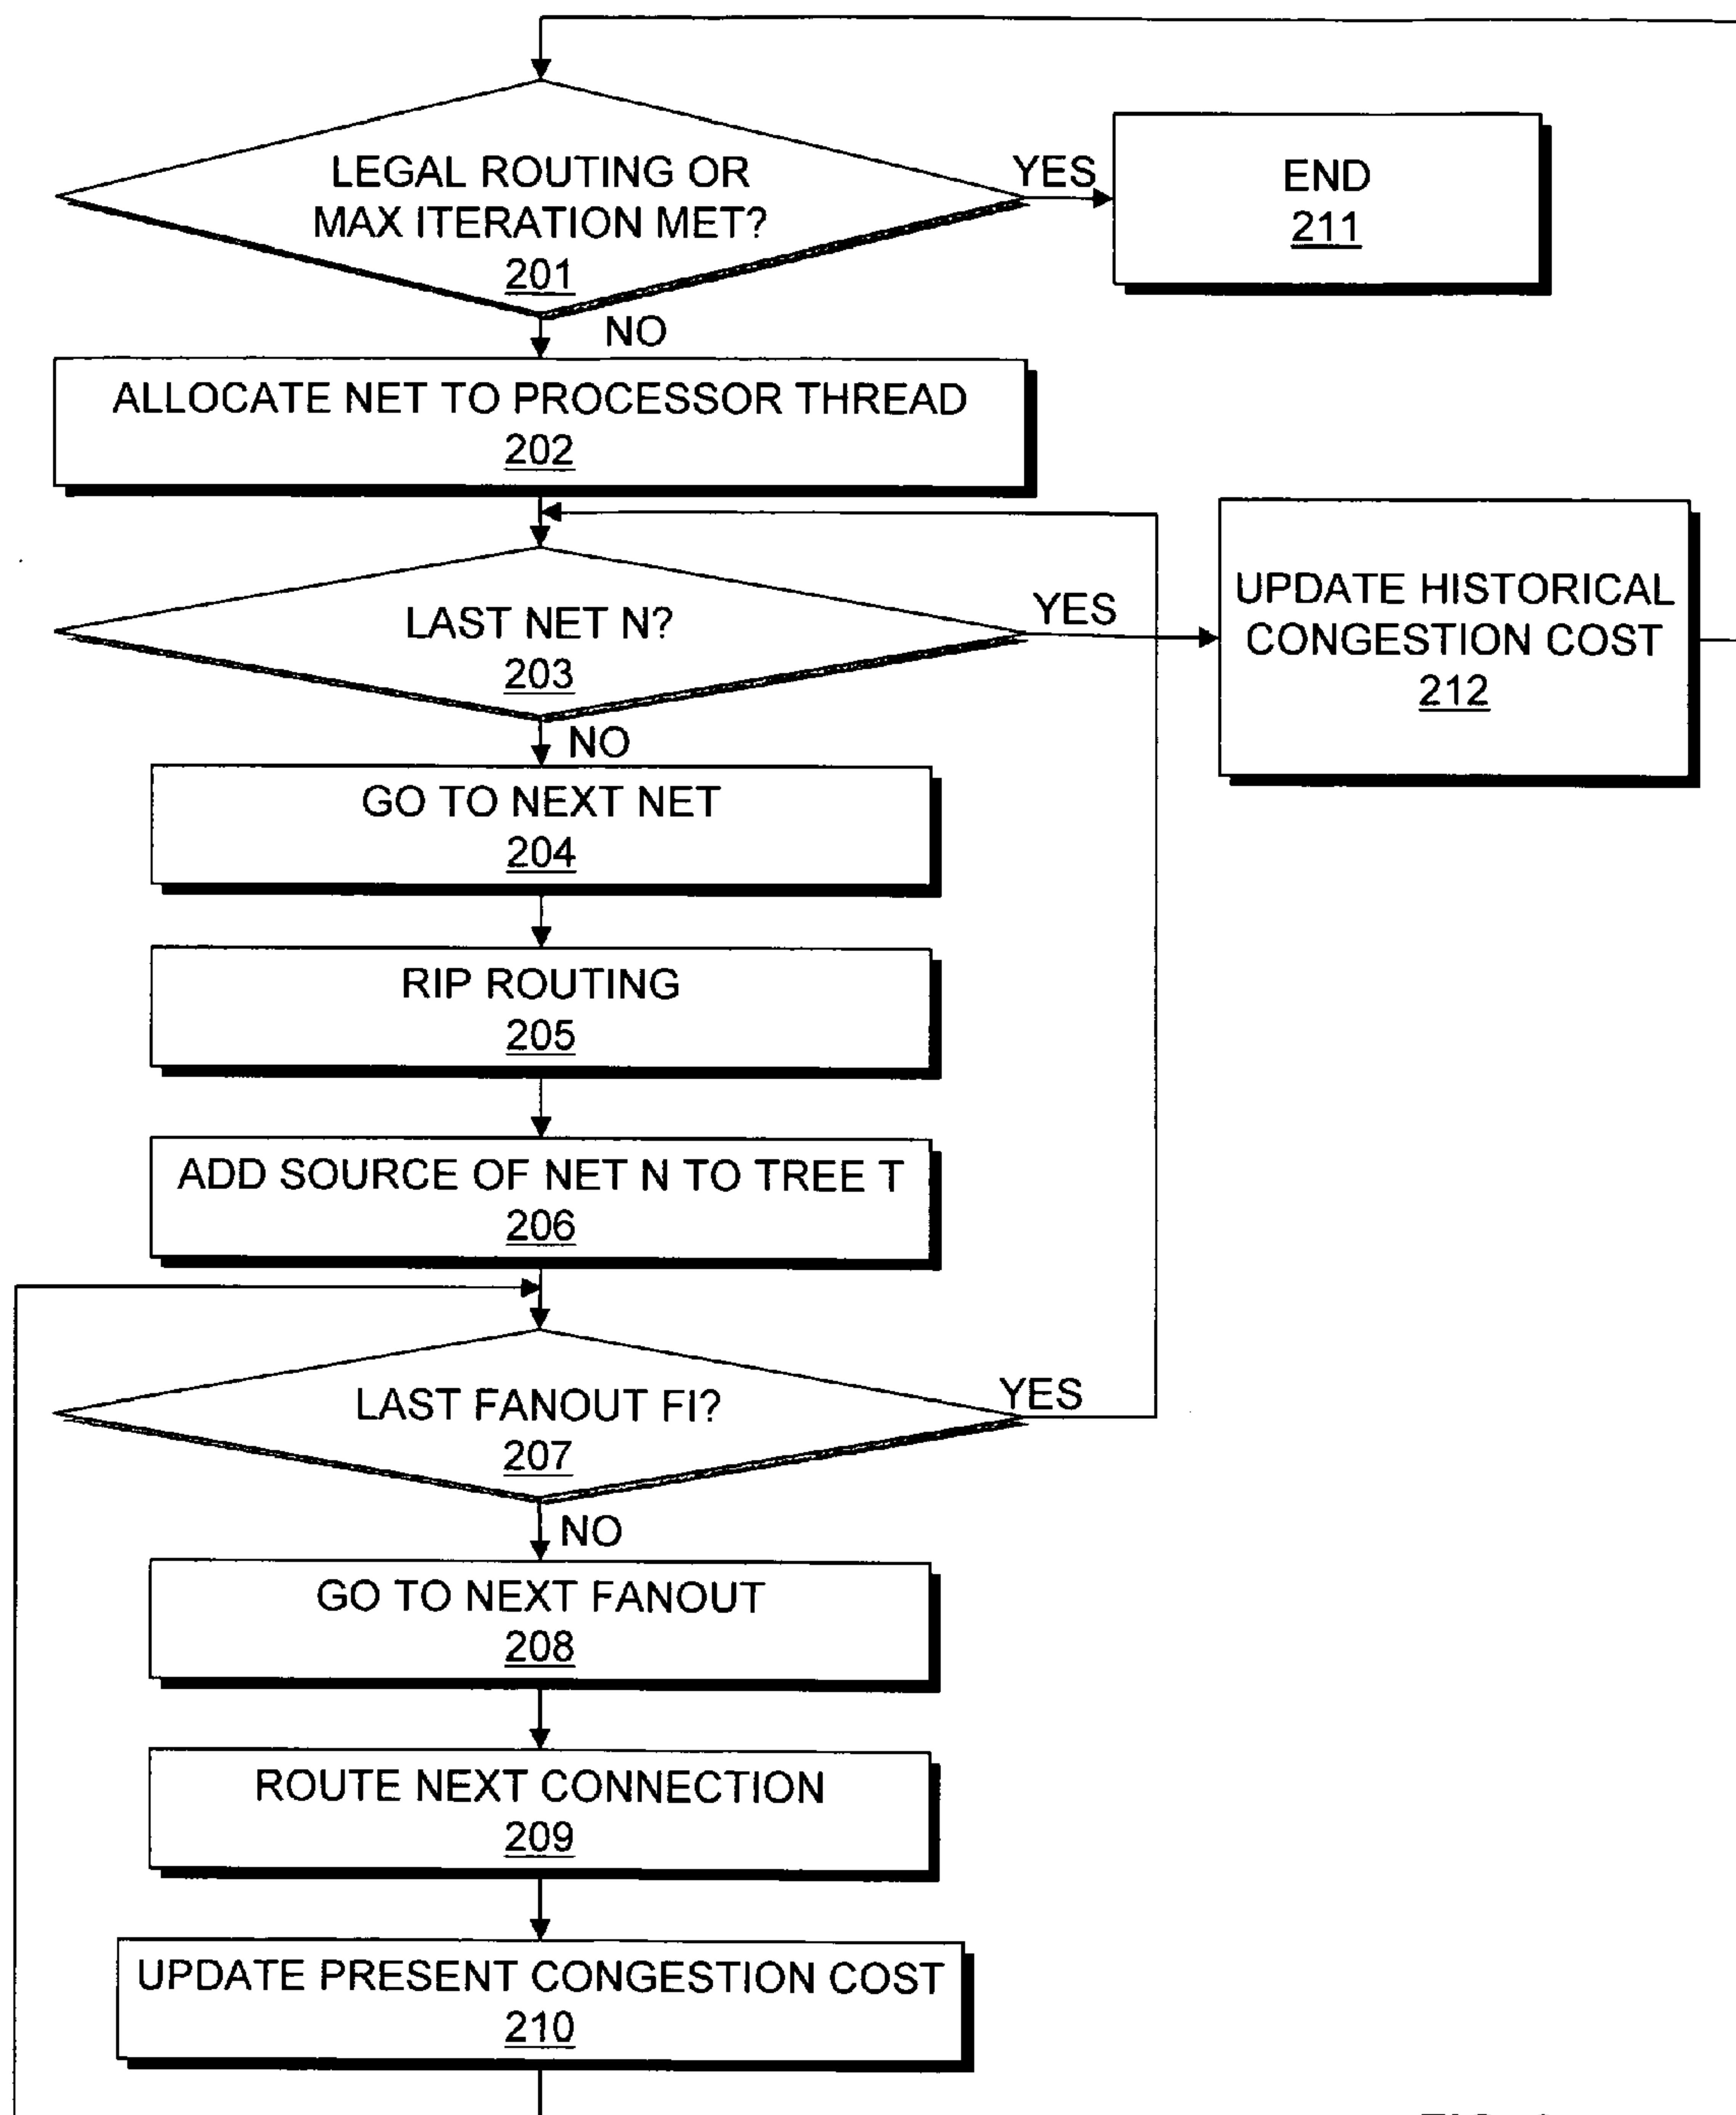 LEGAL ROUTING OR
MAX ITERATION MET?
201
YES
END
211
NO
ALLOCATE NET TO PROCESSOR THREAD
202
LAST NET N?
203
YES
UPDATE HISTORICAL
CONGESTION COST
212
NO
GO TO NEXT NET
204
RIP ROUTING
205
ADD SOURCE OF NET N TO TREE T
206
LAST FANOUT FI?
207
YES
NO
GO TO NEXT FANOUT
208
ROUTE NEXT CONNECTION
209
UPDATE PRESENT CONGESTION COST
210